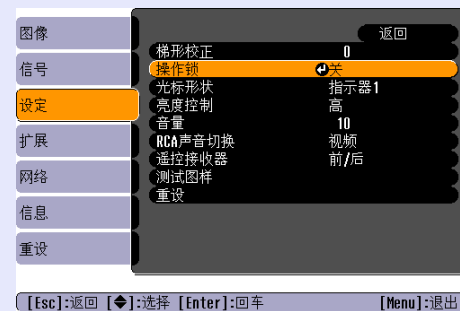 图像
信号
设定
扩展
网络
信息
重设
返回
梯形校正 0
操作锁 关
光标形状 指示器1
亮度控制 高
音量 10
RCA声音切换 视频
遥控接收器 前/后
测试图样
重设
[Esc]:返回 [◆]:选择 [Enter]:回车 [Menu]:退出